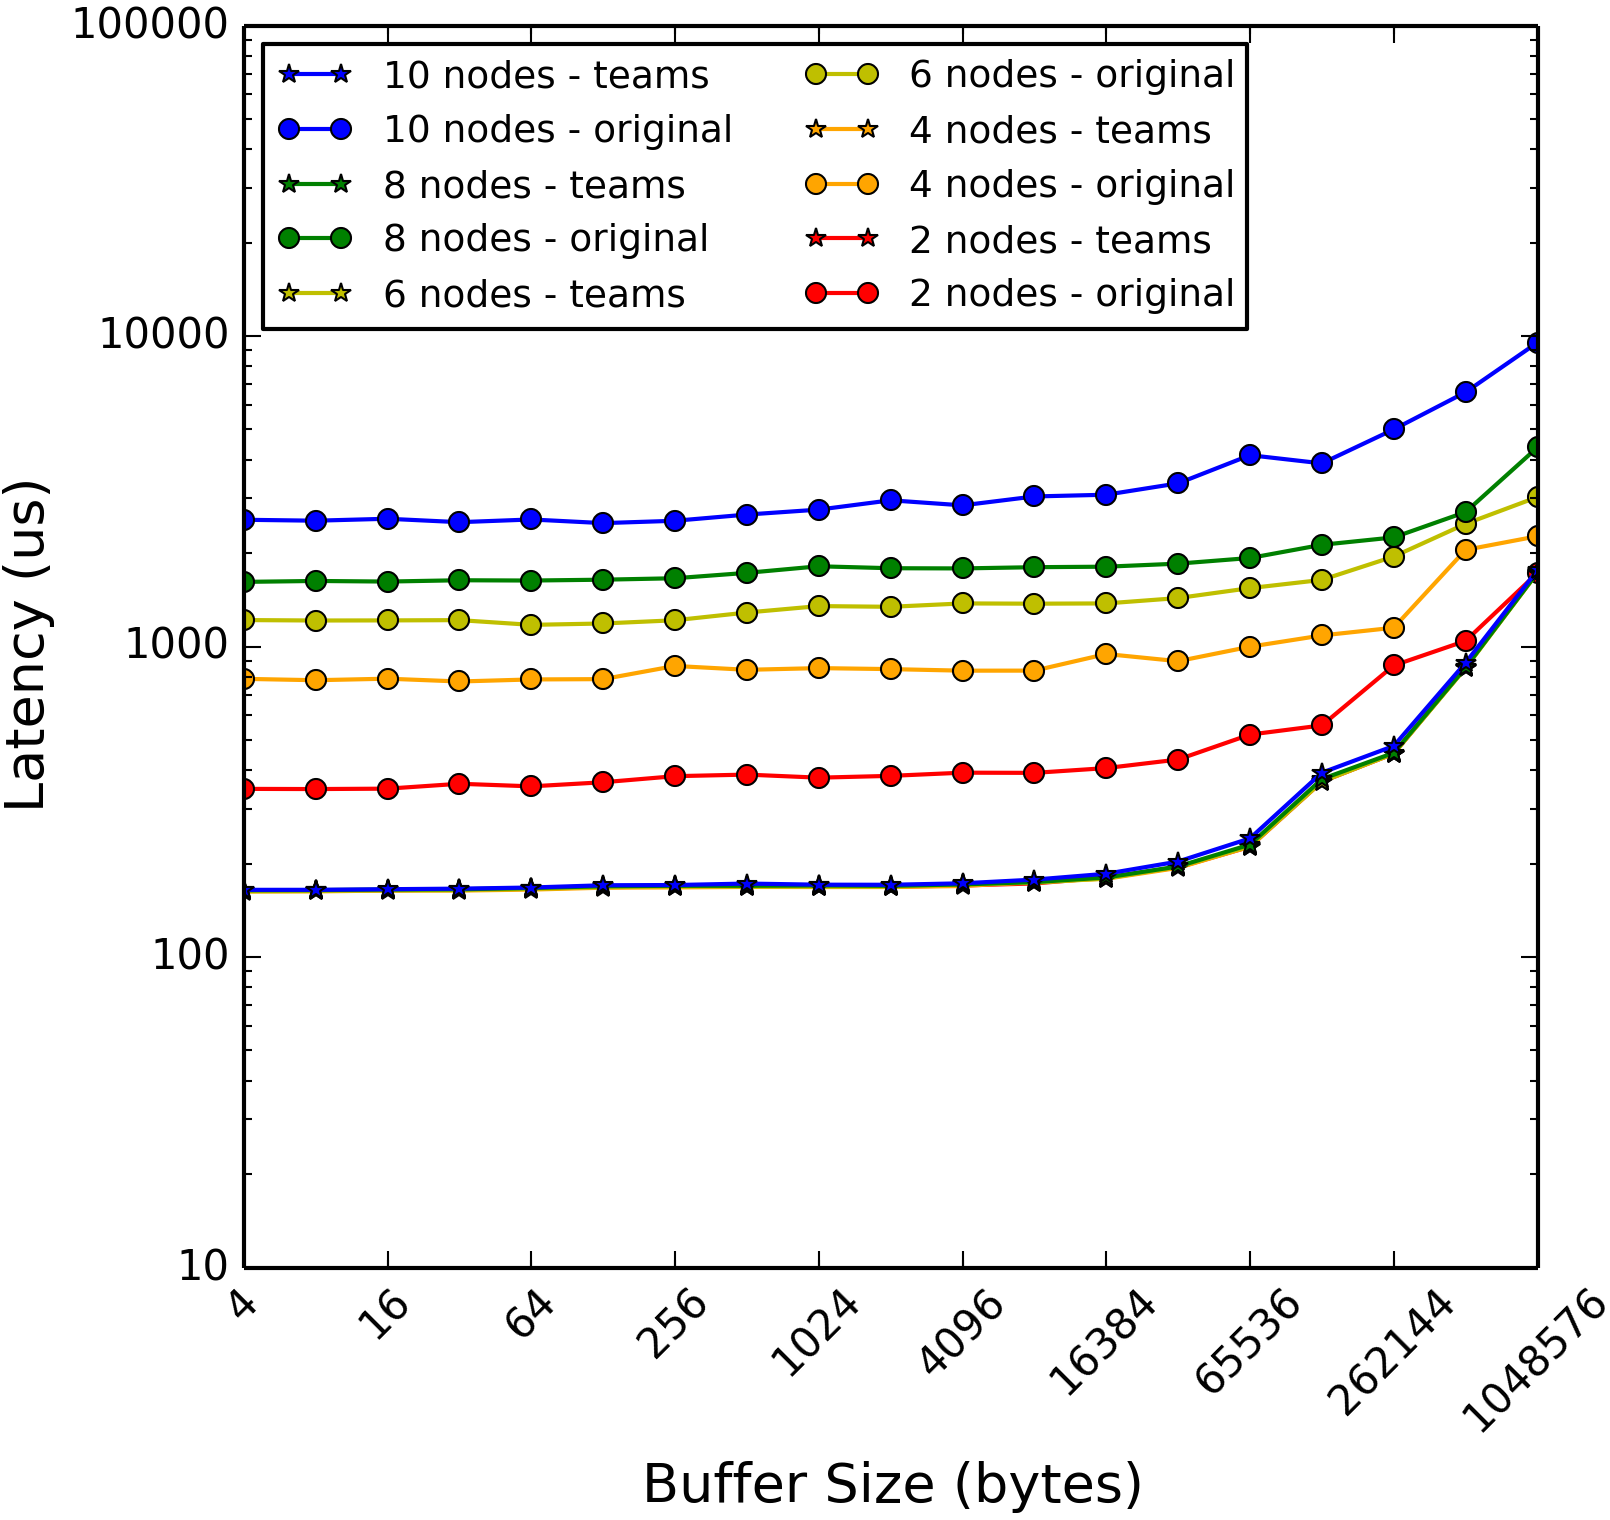 100000
10000
1000
100
10
Latency (us)
10 nodes - teams
10 nodes - original
8 nodes - teams
8 nodes - original
6 nodes - teams
6 nodes - original
4 nodes - teams
4 nodes - original
2 nodes - teams
2 nodes - original
4
16
64
256
1024
4096
16384
65536
262144
1048576
Buffer Size (bytes)